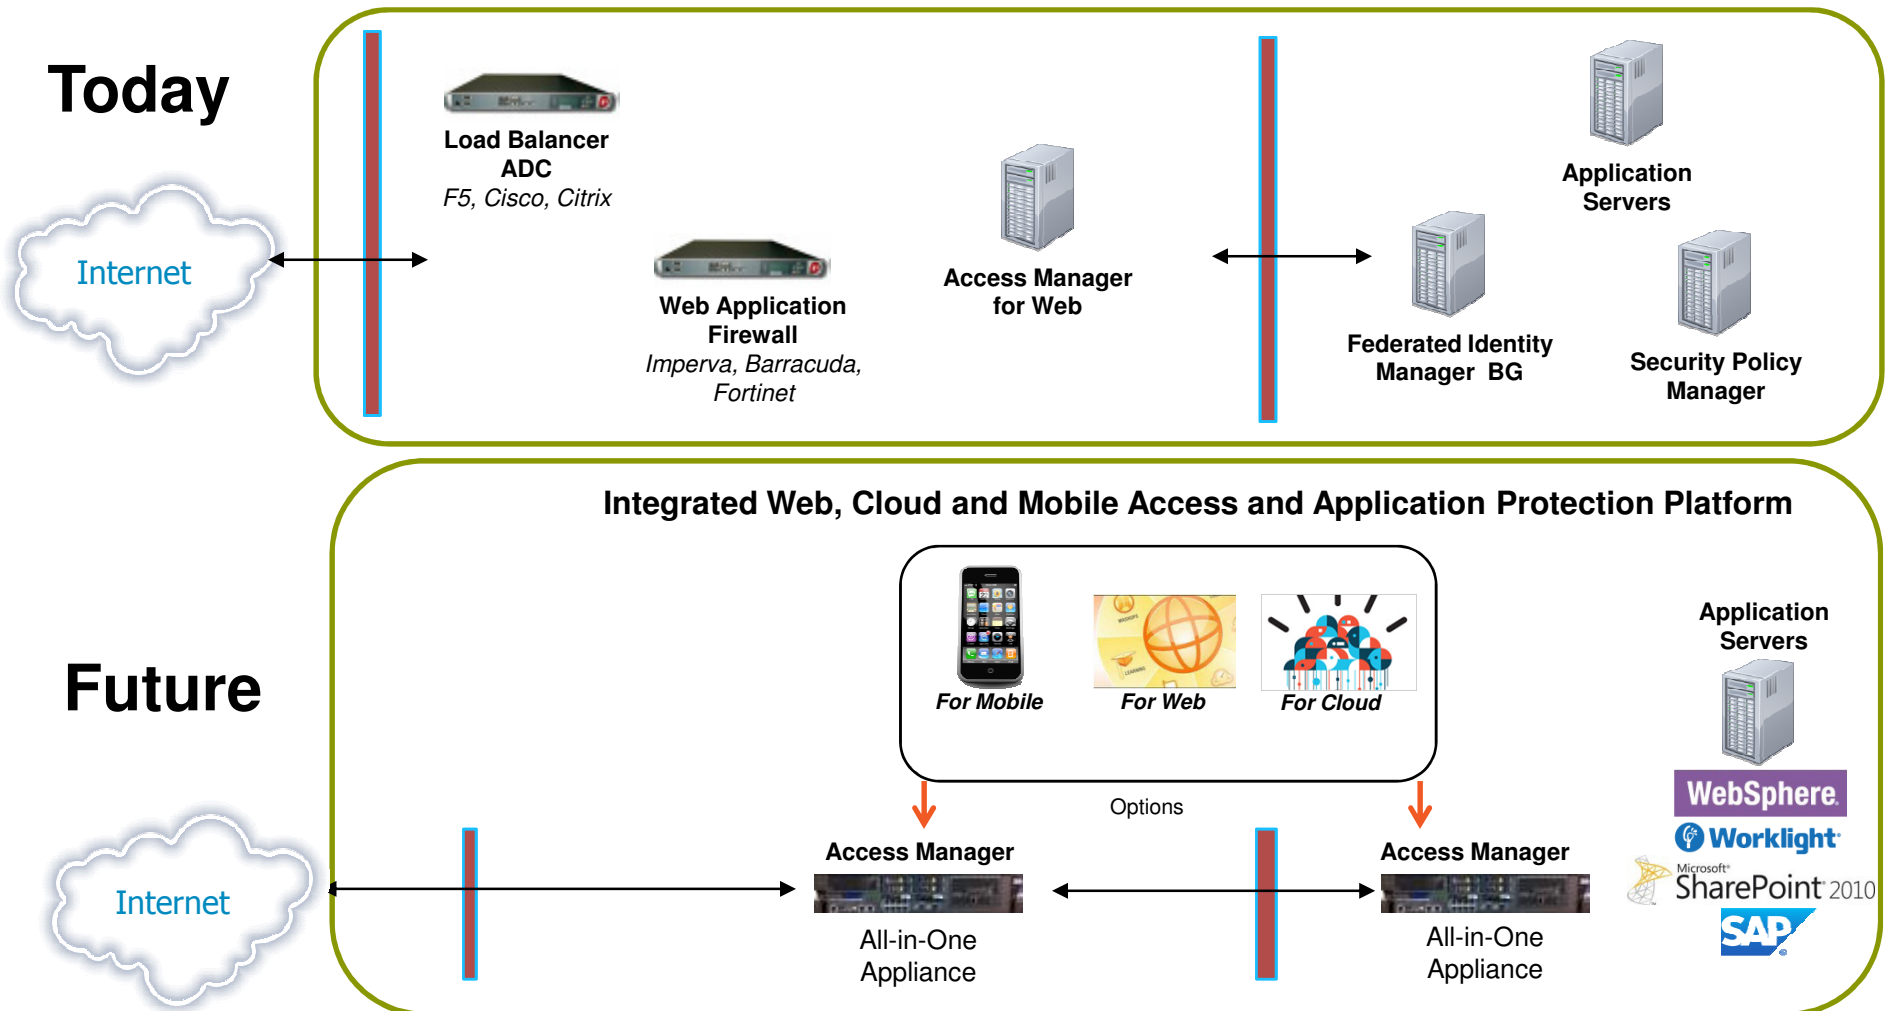 Today
Internet
Load Balancer
ADC
F5, Cisco, Citrix
Web Application
Firewall
Imperva, Barracuda,
Fortinet
Access Manager
for Web
Application
Servers
Federated Identity
Manager BG
Security Policy
Manager
Future
Integrated Web, Cloud and Mobile Access and Application Protection Platform
For Mobile
For Web
For Cloud
LEARNING
Options
Application
Servers
WebSphere.
Worklight
Microsoft®
SharePoint® 2010
SAP
Internet
Access Manager
All-in-One
Appliance
Access Manager
All-in-One
Appliance